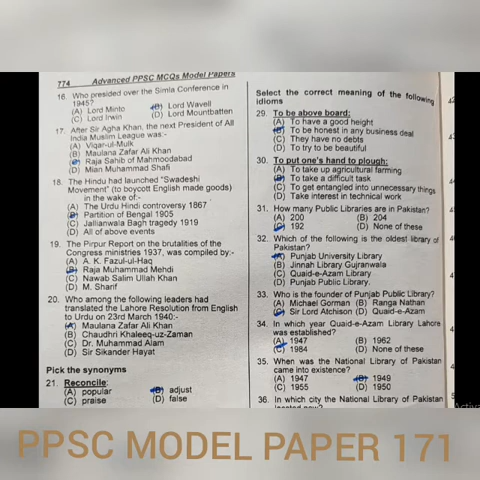 774 Advanced PPSC MCQs Model Papers
16. Who presided over the Simla Conference in
1945?
(A) Lord Minto (B) Lord Wavell
(C) Lord Irwin (D) Lord Mountbatten
17. After Sir Agha Khan, the next President of All
India Muslim League was:-
(A) Viqar-ul-Mulk
(B) Maulana Zafar Ali Khan
Raja Sahib of Mahmoodabad
(D) Mian Muhammad Shafi
18. The Hindu had launched "Swadeshi
Movement" (to boycott English made goods)
in the wake of:-
(A) The Urdu Hindi controversy 1867
Partition of Bengal 1905
(C) Jallianwala Bagh tragedy 1919
(D) All of above events
19. The Pirpur Report on the brutalities of the
Congress ministries 1937, was compiled by:-
(A) A. K. Fazul-ul-Haq
Raja Muhammad Mehdi
(C) Nawab Salim Ullah Khan
(D) M. Sharif
20. Who among the following leaders had
translated the Lahore Resolution from English
to Urdu on 23rd March 1940:-
(A) Maulana Zafar Ali Khan
(B) Chaudhri Khaleeq-uz-Zaman
(C) Dr. Muhammad Alam
(D) Sir Sikander Hayat
Pick the synonyms
21. Reconcile:
(A) popular (B) adjust
(C) praise (D) false
Select the correct meaning of the following
idioms
29. To be above board:
(A) To have a good height
To be honest in any business deal
(C) They have no debts
(D) To try to be beautiful
30. To put one's hand to plough:
(A) To take up agricultural farming
To take a difficult task
(C) To get entangled into unnecessary things
(D) Take interest in technical work
31. How many Public Libraries are in Pakistan?
(A) 200 (B) 204
192 (D) None of these
32. Which of the following is the oldest library of
Pakistan?
(A) Punjab University Library
(B) Jinnah Library Gujranwala
(C) Quaid-e-Azam Library
(D) Punjab Public Library.
33. Who is the founder of Punjab Public Library?
(A) Michael Gorman (B) Ranga Nathan
Sir Lord Atchison (D) Quaid-e-Azam
34. In which year Quaid-e-Azam Library Lahore
was established?
(A) 1947 (B) 1962
(C) 1984 (D) None of these
35. When was the National Library of Pakistan
came into existence?
(A) 1947 (B) 1949
(C) 1955 (D) 1950
36. In which city the National Library of Pakistan
PPSC MODEL PAPER 171